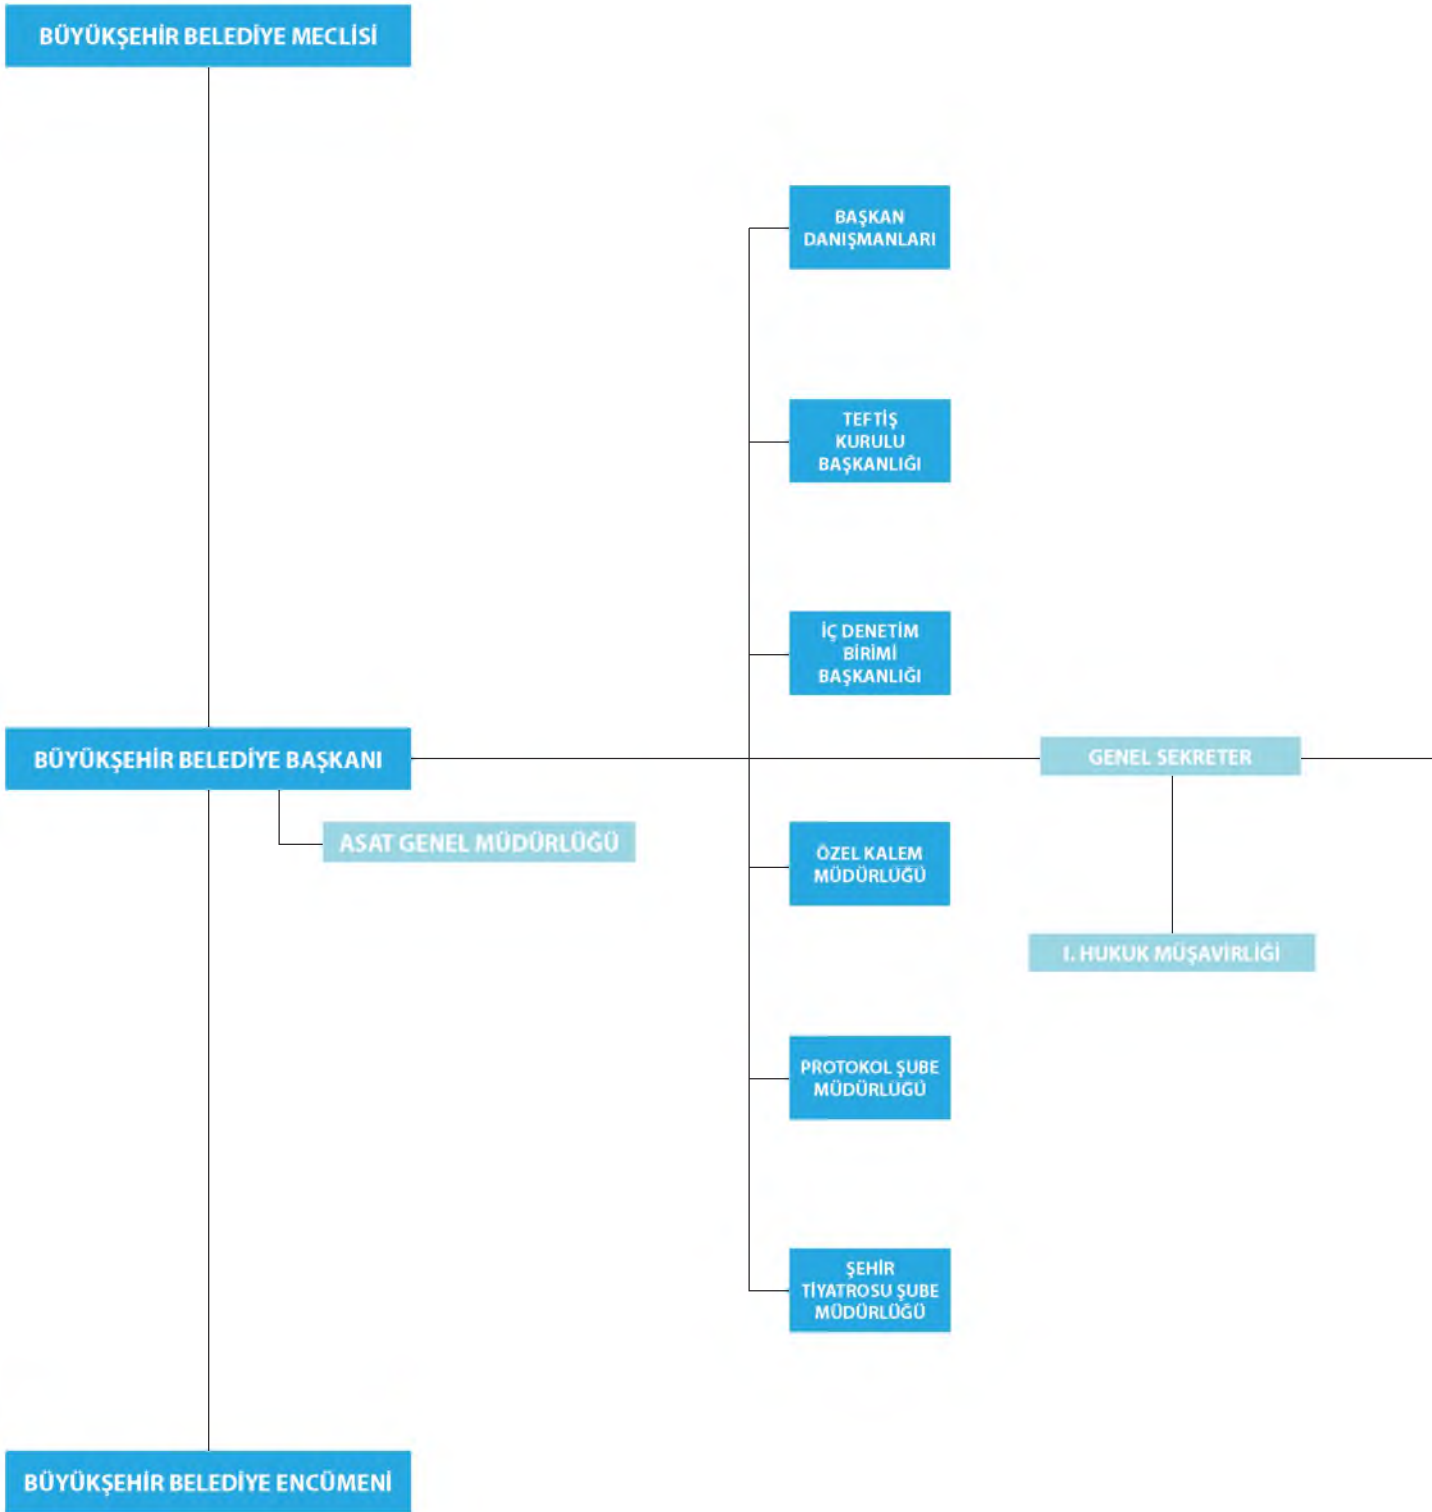 BÜYÜKŞEHİR BELEDİYE MECLİSİ
BAŞKAN
DANIŞMANLARI
TEFTİŞ
KURULU
BAŞKANLIĞI
İÇ DENETİM
BİRİMİ
BAŞKANLIĞI
BÜYÜKŞEHİR BELEDİYE BAŞKANI
GENEL SEKRETER
ASAT GENEL MÜDÜRLÜĞÜ
ÖZEL KALEM
MÜDÜRLÜĞÜ
I. HUKUK MÜŞAVİRLİĞİ
PROTOKOL ŞUBE
MÜDÜRLÜĞÜ
ŞEHİR
TİYATROSU ŞUBE
MÜDÜRLÜĞÜ
BÜYÜKŞEHİR BELEDİYE ENCÜMENİ